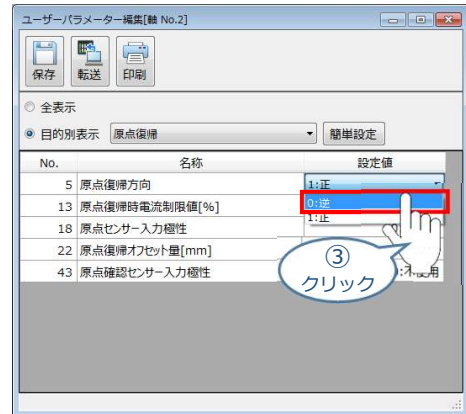 ユーザーパラメーター編集[軸 No.2]
保存 転送 印刷
全表示
目的別表示 原点復帰 簡単設定
No. 名称 設定値
5 原点復帰方向 1:正
0:逆
13 原点復帰時電流制限値[%]
1:正
18 原点センサー入力極性
22 原点復帰オフセット量[mm]
43 原点確認センサー入力極性 :不使用
③
クリック